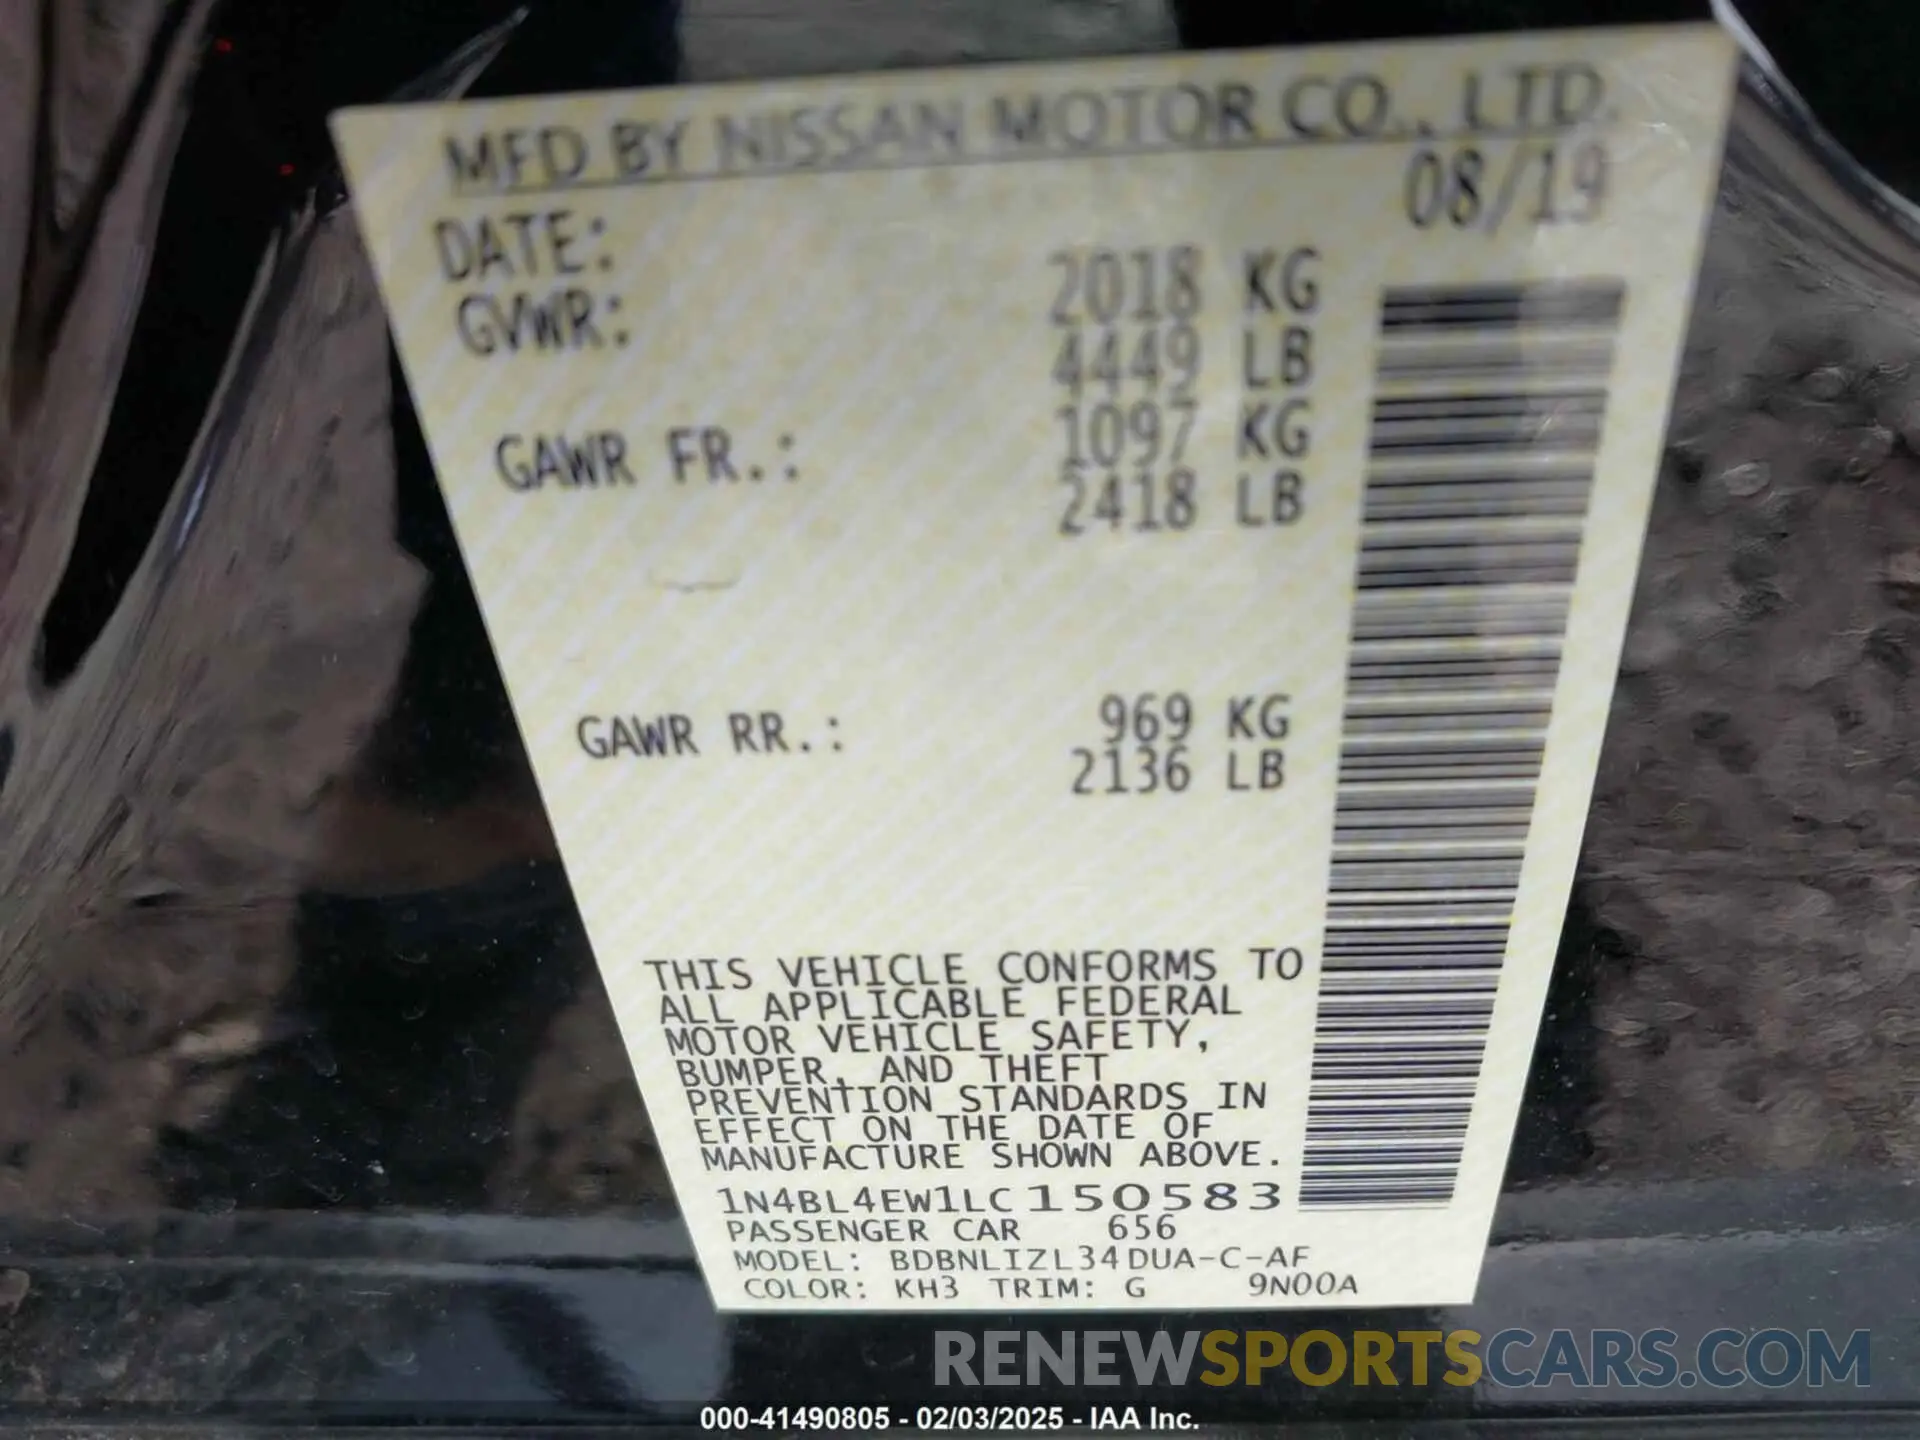 MFD BY NISSAN MOTOR CO., LTD.
DATE: 08/19
GVWR: 2018 KG
4449 LB
GAWR FR.: 1097 KG
2418 LB
GAWR RR.: 969 KG
2136 LB
THIS VEHICLE CONFORMS TO
ALL APPLICABLE FEDERAL
MOTOR VEHICLE SAFETY,
BUMPER, AND THEFT
PREVENTION STANDARDS IN
EFFECT ON THE DATE OF
MANUFACTURE SHOWN ABOVE.
1N4BL4EW1LC150583
PASSENGER CAR 656
MODEL: BDBNLIZL34DUA-C-AF
COLOR: KH3 TRIM: G 9N00A
RENEWSPORTSCARS.COM
000-41490805 - 02/03/2025 - IAA Inc.